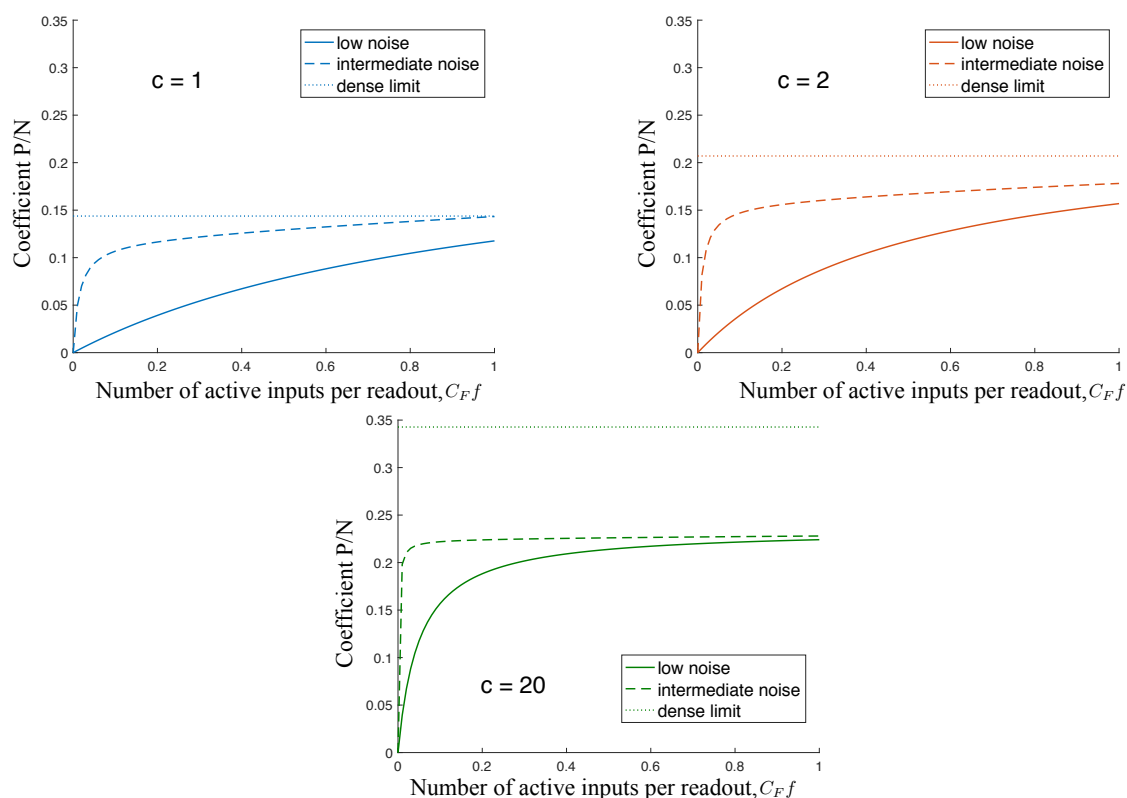 0.35
0.3
0.25
0.2
0.15
0.1
0.05
0
Coefficient P/N
c = 1
low noise
intermediate noise
dense limit
0 0.2 0.4 0.6 0.8 1
Number of active inputs per readout, C_F f
0.35
0.3
0.25
0.2
0.15
0.1
0.05
0
Coefficient P/N
c = 2
low noise
intermediate noise
dense limit
0 0.2 0.4 0.6 0.8 1
Number of active inputs per readout, C_F f
0.35
0.3
0.25
0.2
0.15
0.1
0.05
0
Coefficient P/N
c = 20
low noise
intermediate noise
dense limit
0 0.2 0.4 0.6 0.8 1
Number of active inputs per readout, C_F f